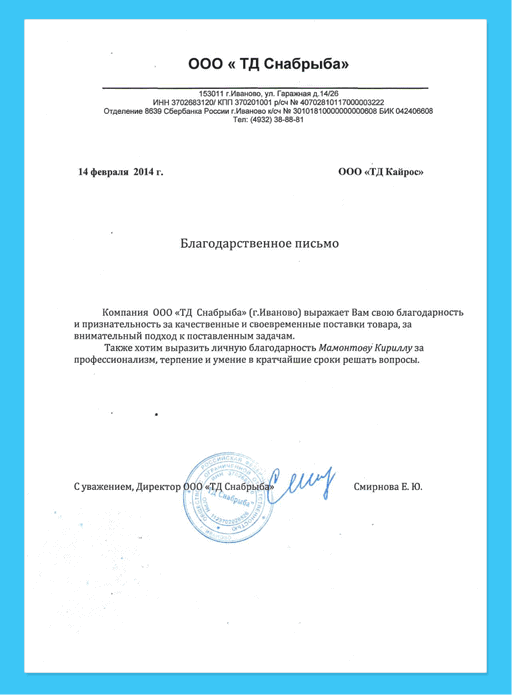 ООО « ТД Снабрыба»
153011 г.Иваново, ул. Гаражная д.14/26
ИНН 3702683120/ КПП 370201001 р/сч № 40702810117000003222
Отделение 8639 Сбербанка России г.Иваново к/сч № 30101810000000000608 БИК 042406608
Тел: (4932) 38-88-81
14 февраля 2014 г. ООО «ТД Кайрос»
Благодарственное письмо
Компания ООО «ТД Снабрыба» (г.Иваново) выражает Вам свою благодарность
и признательность за качественные и своевременные поставки товара, за
внимательный подход к поставленным задачам.
Также хотим выразить личную благодарность Мамонтову Кириллу за
профессионализм, терпение и умение в кратчайшие сроки решать вопросы.
С уважением, Директор ООО «ТД Снабрыба» Смирнова Е. Ю.
ТД Снабрыба